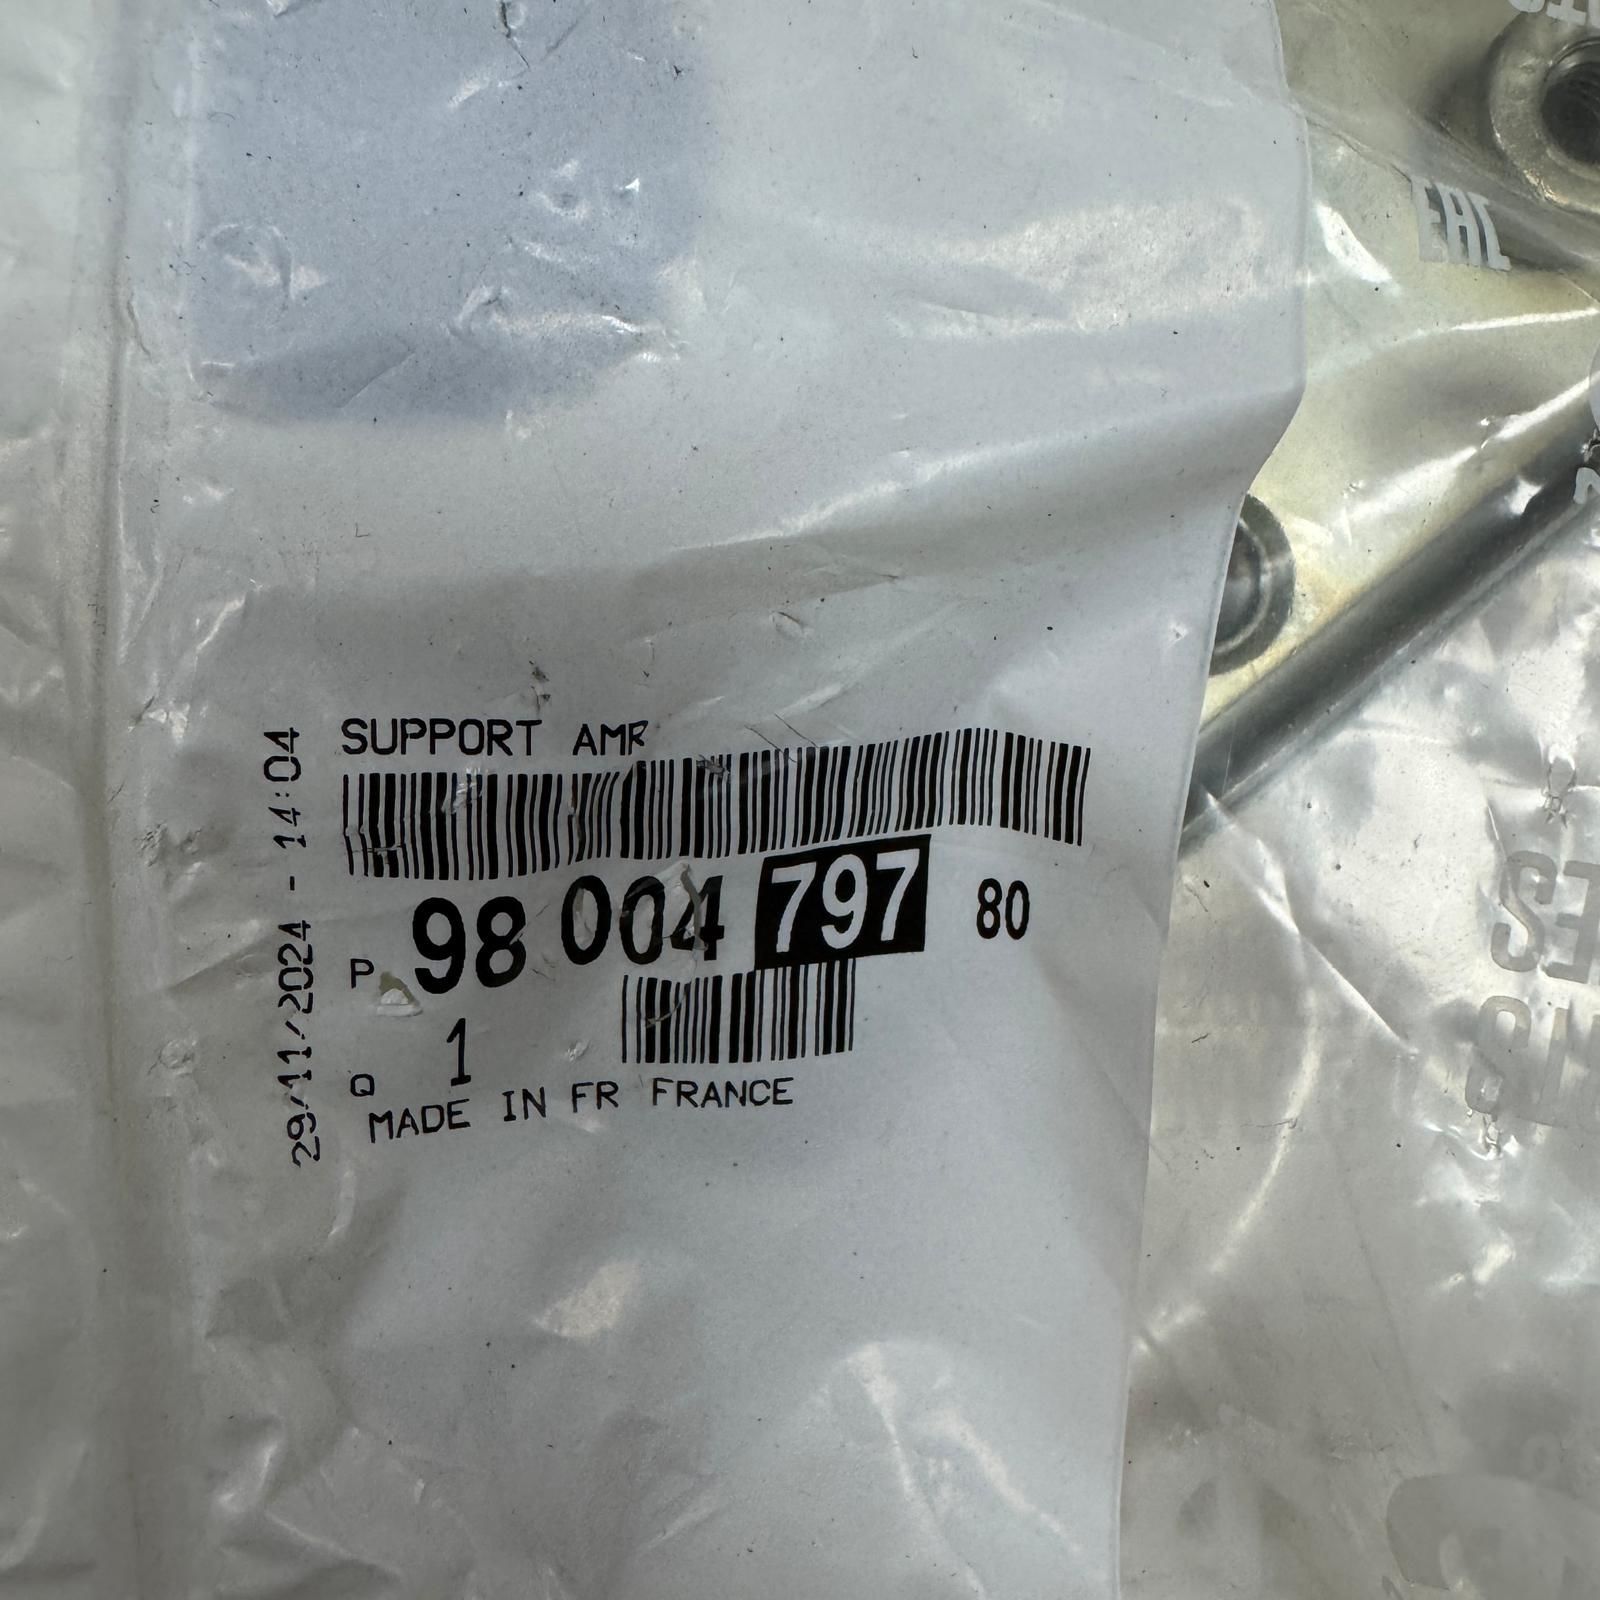 SUPPORT AMR
P 98 004 797 80
Q 1
MADE IN FR FRANCE
29/11/2024 - 14:04
EAC